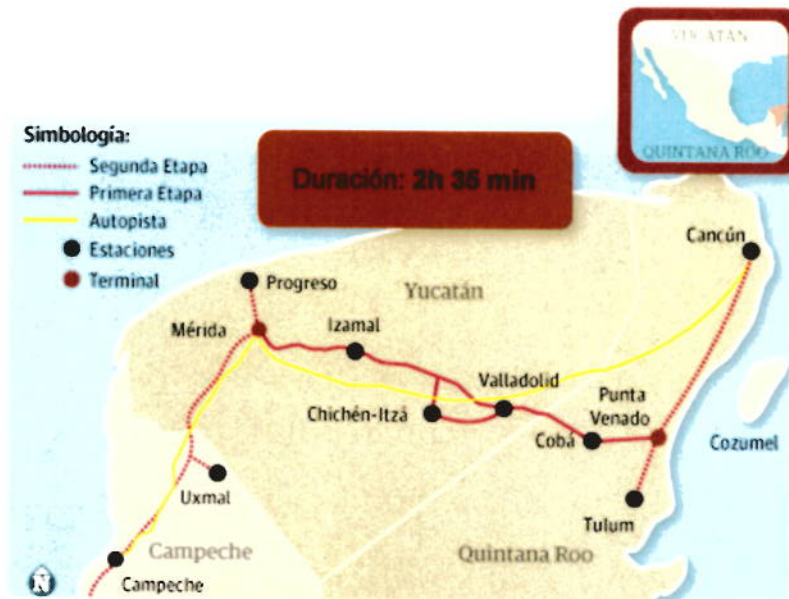 YUCATÁN
QUINTANA ROO
Simbología:
Segunda Etapa
Primera Etapa
Autopista
Estaciones
Terminal
Duración: 2h 35 min
Cancún
Progreso
Yucatán
Mérida
Izamal
Valladolid
Punta
Venado
Chichén-Itzá
Cobá
Cozumel
Uxmal
Tulum
Campeche
Quintana Roo
Campeche
N